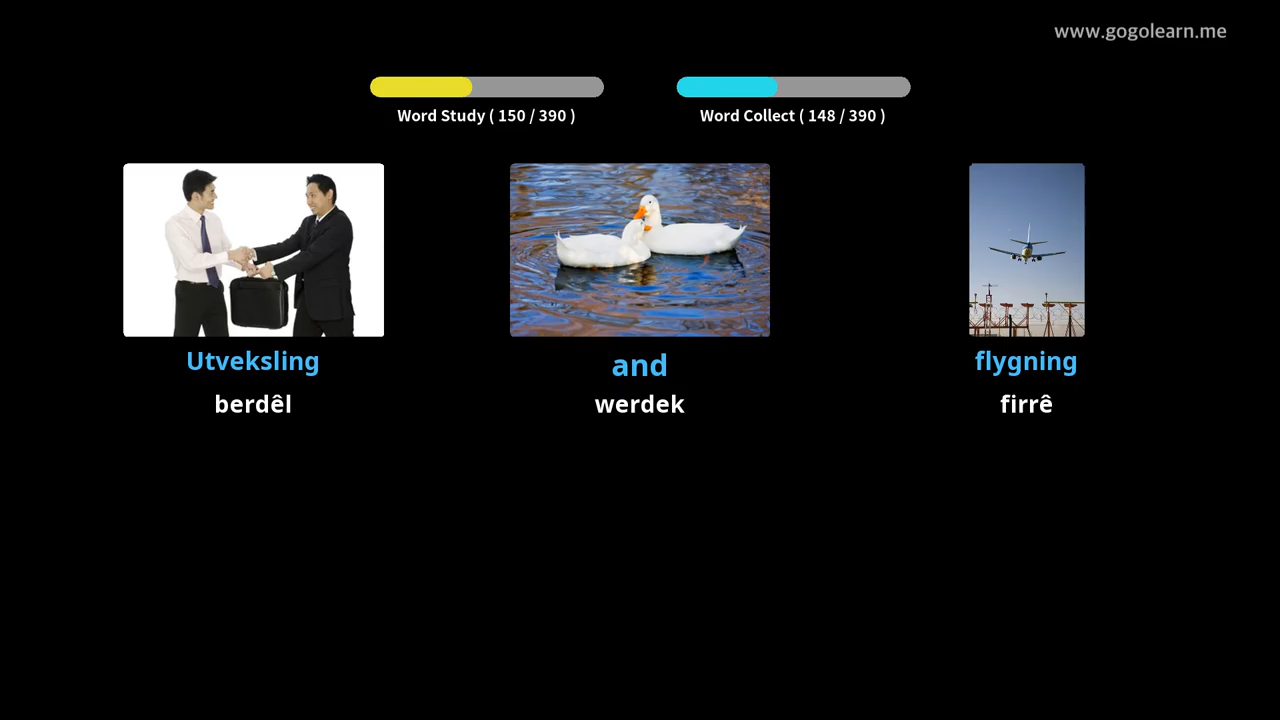 www.gogolearn.me
Word Study ( 150 / 390 )
Word Collect ( 148 / 390 )
Utveksling
and
flygning
berdêl
werdek
firrê